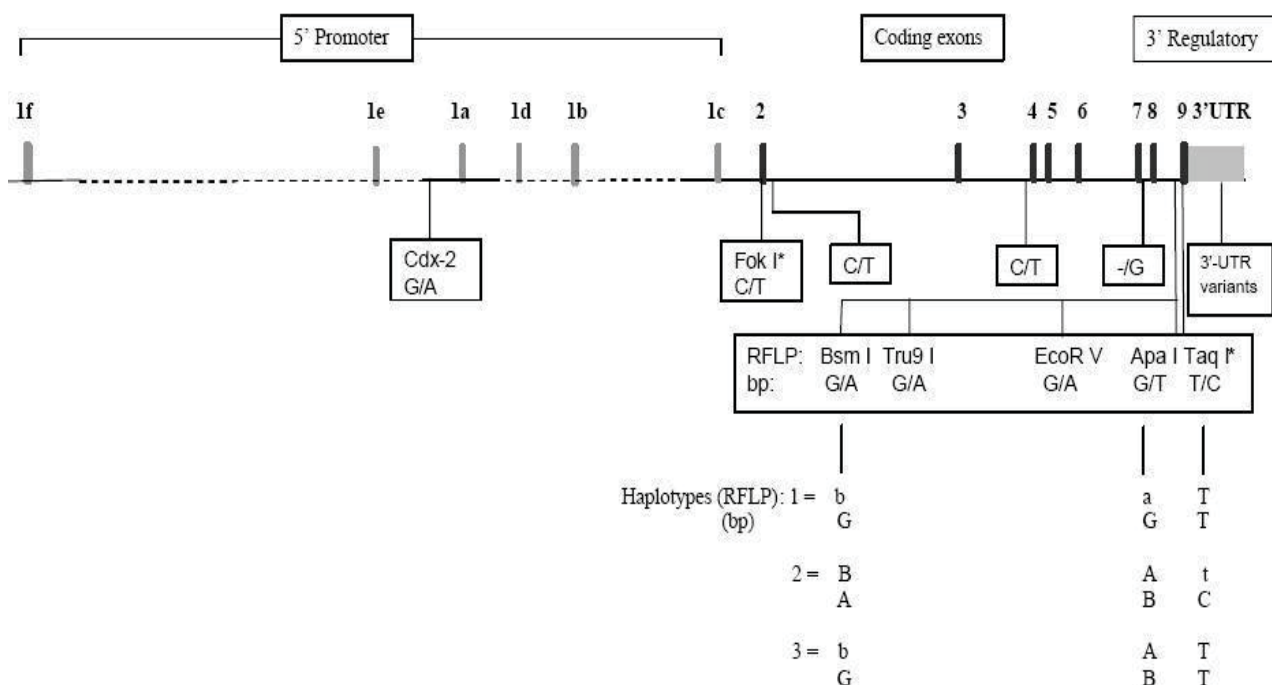 5’ Promoter Coding exons 3’ Regulatory
1f 1e 1a 1d 1b 1c 2 3 4 5 6 7 8 9 3’UTR
Cdx-2
G/A
Fok I*
C/T
C/T
C/T
-/G
3'-UTR
variants
RFLP: Bsm I Tru9 I EcoR V Apa I Taq I*
bp: G/A G/A G/A G/T T/C
Haplotypes (RFLP): 1 = b a T
(bp) G G T
2 = B A t
A B C
3 = b A T
G B T